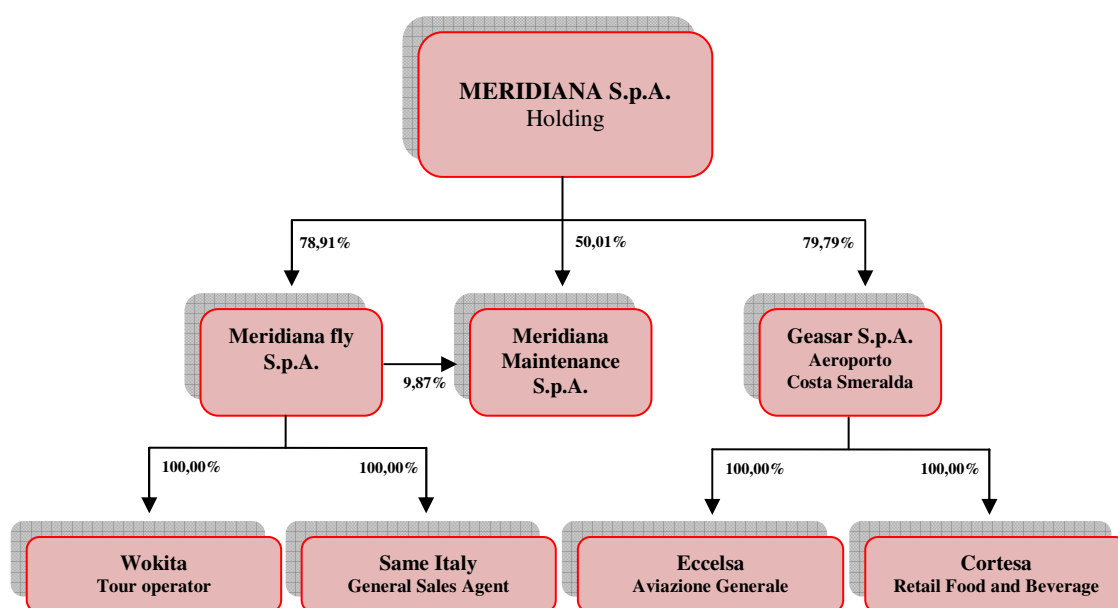 MERIDIANA S.p.A.
Holding
78,91%
50,01%
79,79%
Meridiana fly
S.p.A.
9,87%
Meridiana
Maintenance
S.p.A.
Geasar S.p.A.
Aeroporto
Costa Smeralda
100,00%
100,00%
100,00%
100,00%
Wokita
Tour operator
Same Italy
General Sales Agent
Eccelsa
Aviazione Generale
Cortesa
Retail Food and Beverage